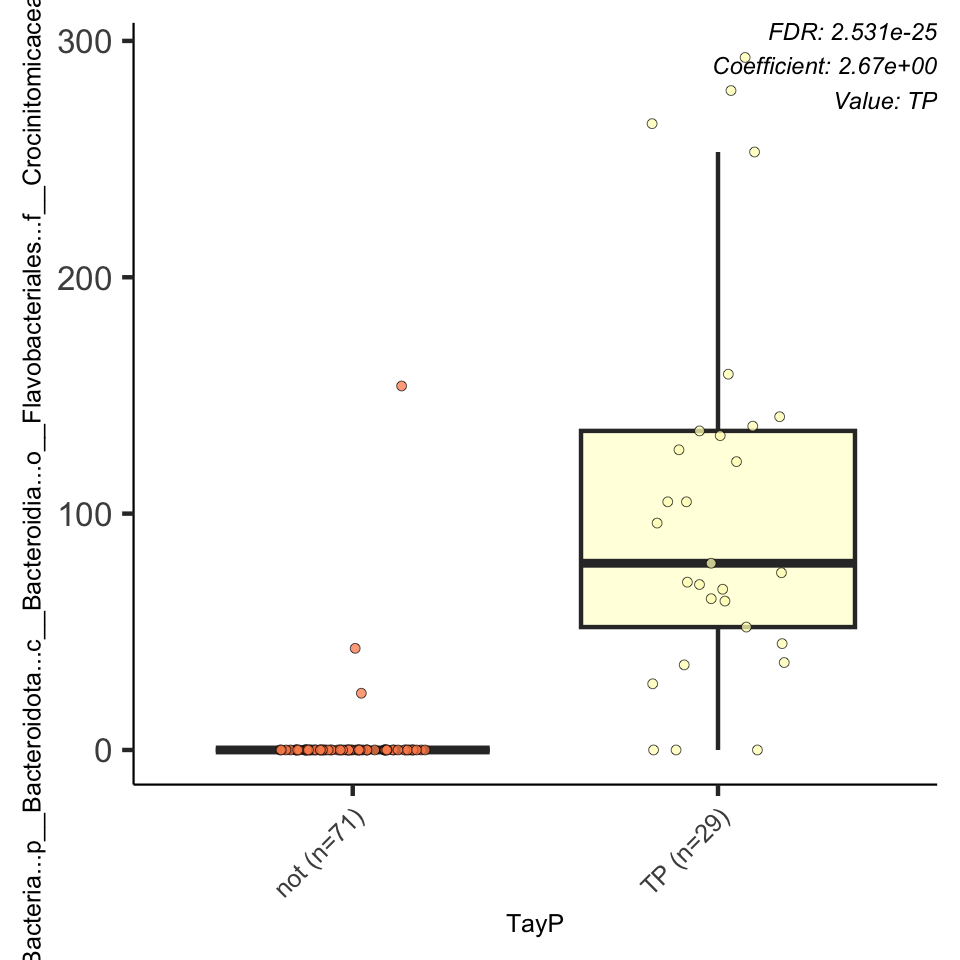 FDR: 2.531e-25
Coefficient: 2.67e+00
Value: TP
Bacteria...p__Bacteroidota...c__Bacteroidia...o__Flavobacteriales...f__Crocinitomicacea
300
200
100
0
not (n=71)
TP (n=29)
TayP